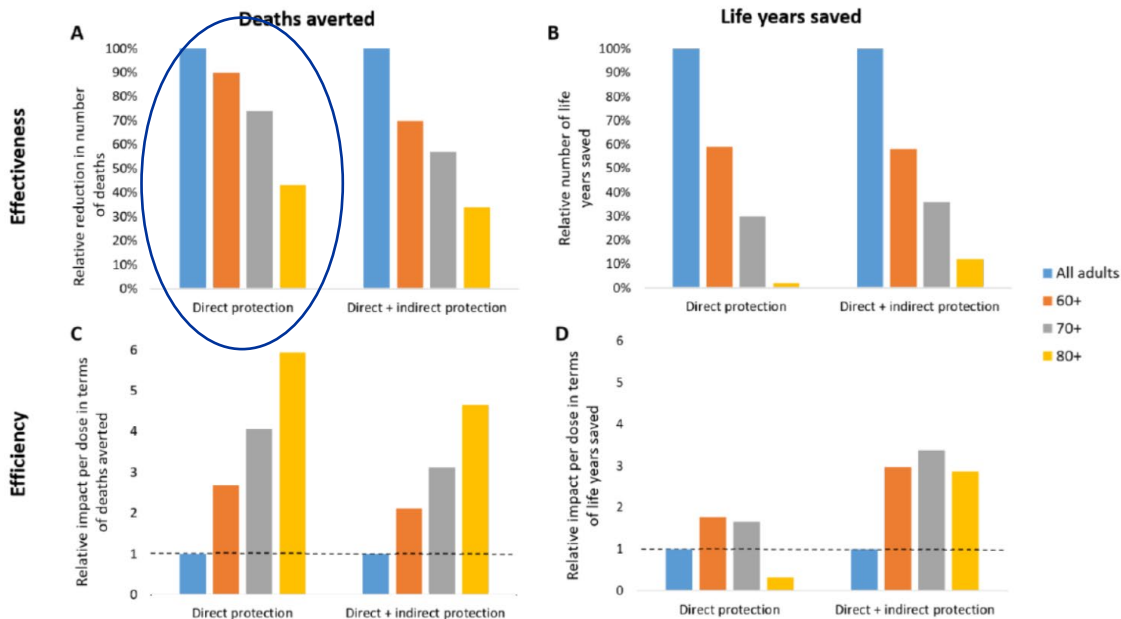 Deaths averted
Life years saved
A
B
Effectiveness
Relative reduction in number
of deaths
100%
90%
80%
70%
60%
50%
40%
30%
20%
10%
0%
Direct protection
Direct + indirect protection
Relative number of life
years saved
100%
90%
80%
70%
60%
50%
40%
30%
20%
10%
0%
Direct protection
Direct + indirect protection
All adults
60+
70+
80+
C
D
Efficiency
Relative impact per dose in terms
of deaths averted
6
5
4
3
2
1
0
Direct protection
Direct + indirect protection
Relative impact per dose in terms
of life years saved
6
5
4
3
2
1
0
Direct protection
Direct + indirect protection